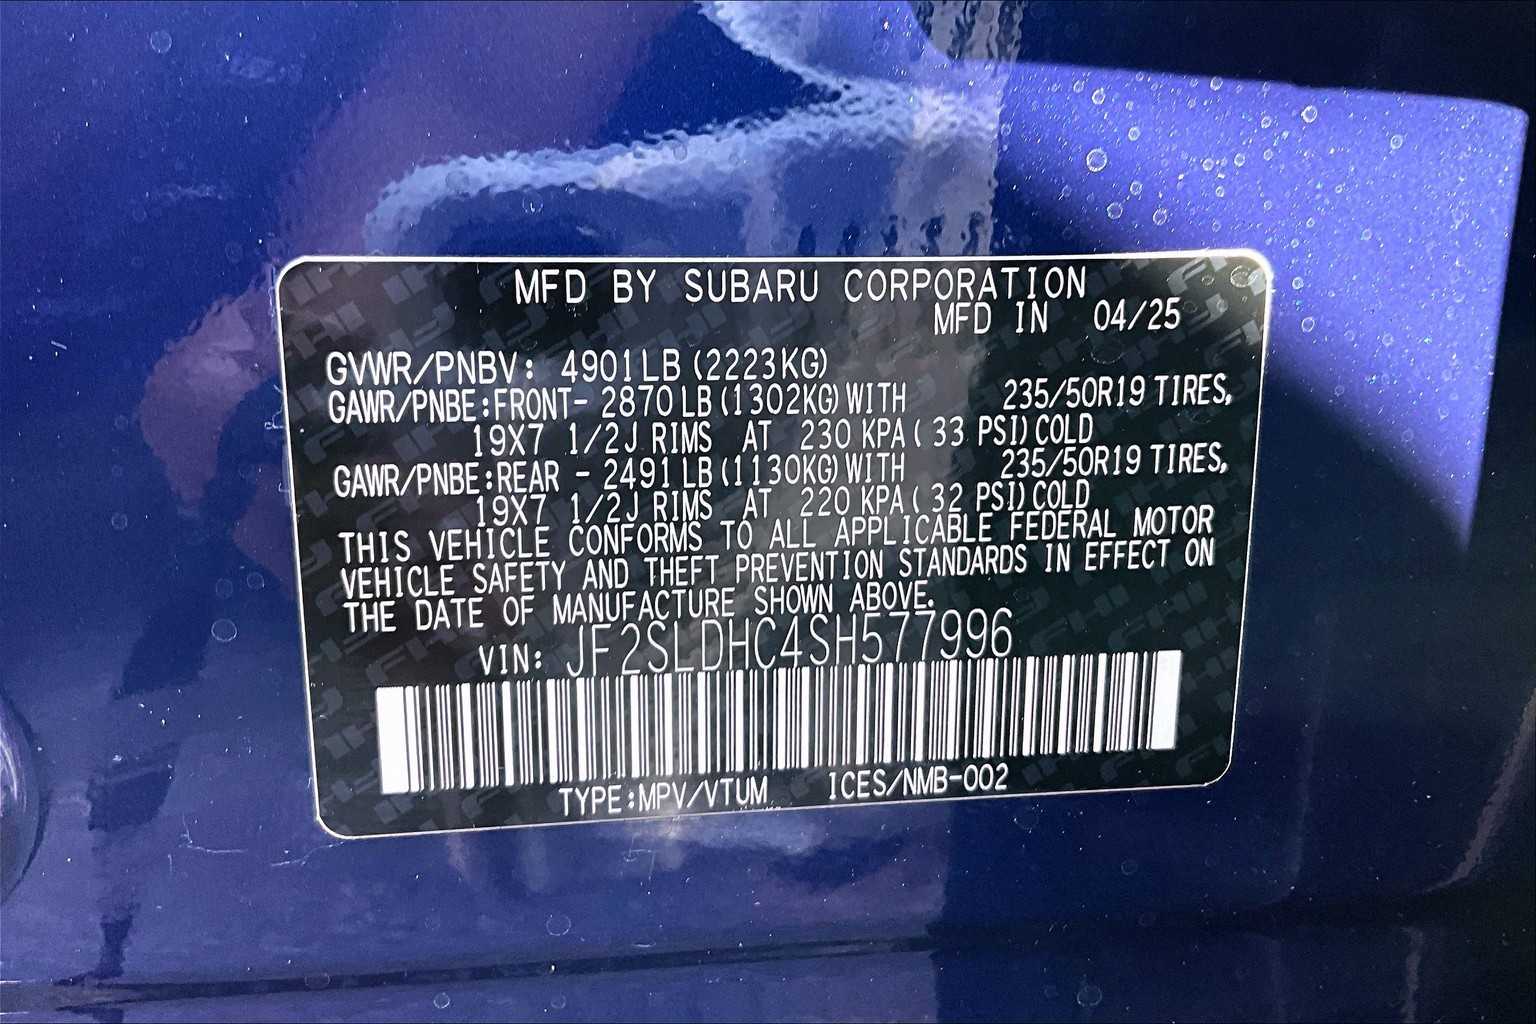 MFD BY SUBARU CORPORATION
MFD IN 04/25
GVWR/PNBV: 4901LB (2223KG)
GAWR/PNBE:FRONT- 2870 LB (1302KG) WITH 235/50R19 TIRES,
19X7 1/2J RIMS AT 230 KPA ( 33 PSI) COLD
GAWR/PNBE:REAR - 2491 LB (1130KG) WITH 235/50R19 TIRES,
19X7 1/2J RIMS AT 220 KPA ( 32 PSI) COLD
THIS VEHICLE CONFORMS TO ALL APPLICABLE FEDERAL MOTOR
VEHICLE SAFETY AND THEFT PREVENTION STANDARDS IN EFFECT ON
THE DATE OF MANUFACTURE SHOWN ABOVE.
VIN: JF2SLDHC4SH577996
TYPE:MPV/VTUM ICES/NMB-002